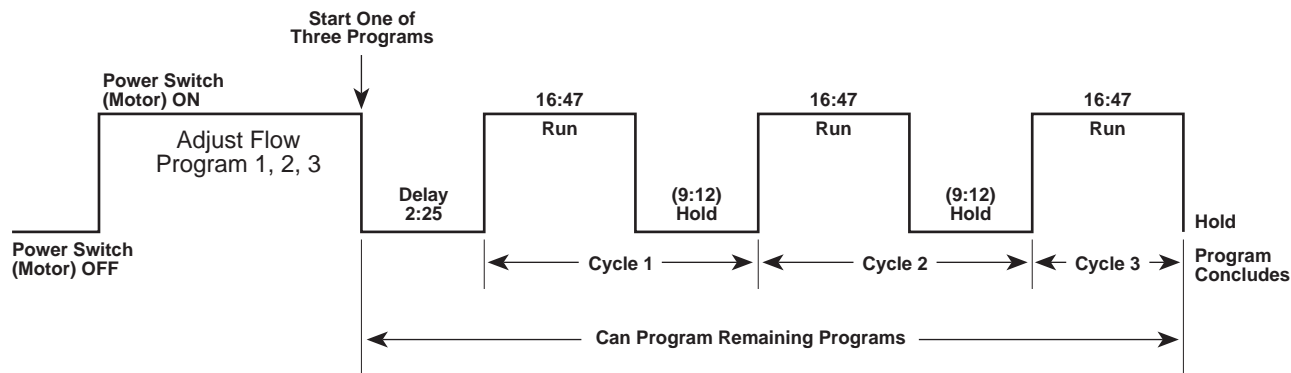 Start One of
Three Programs
Power Switch
(Motor) ON
Adjust Flow
Program 1, 2, 3
16:47
Run
16:47
Run
16:47
Run
Delay
2:25
(9:12)
Hold
(9:12)
Hold
Hold
Power Switch
(Motor) OFF
Cycle 1
Cycle 2
Cycle 3
Program
Concludes
Can Program Remaining Programs